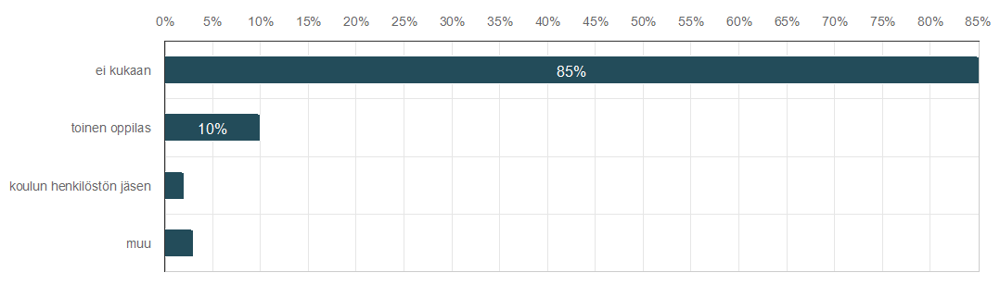 0% 5% 10% 15% 20% 25% 30% 35% 40% 45% 50% 55% 60% 65% 70% 75% 80% 85%
ei kukaan 85%
toinen oppilas 10%
koulun henkilöstön jäsen
muu